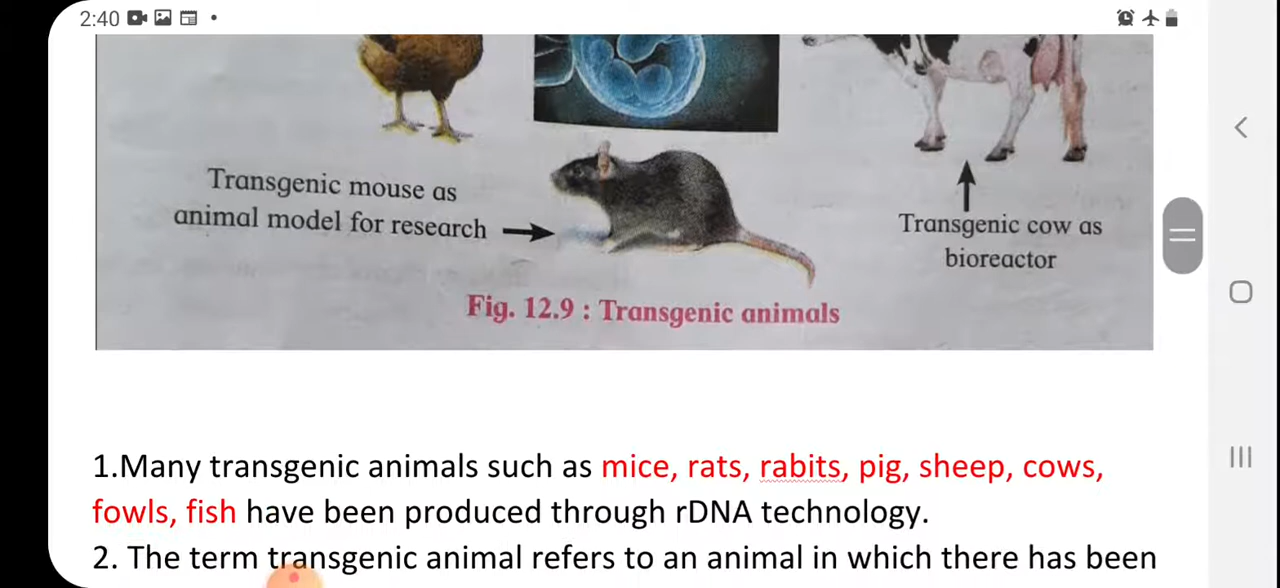 2:40
Transgenic mouse as
animal model for research
Transgenic cow as
bioreactor
Fig. 12.9 : Transgenic animals
1.Many transgenic animals such as mice, rats, rabits, pig, sheep, cows,
fowls, fish have been produced through rDNA technology.
2. The term transgenic animal refers to an animal in which there has been